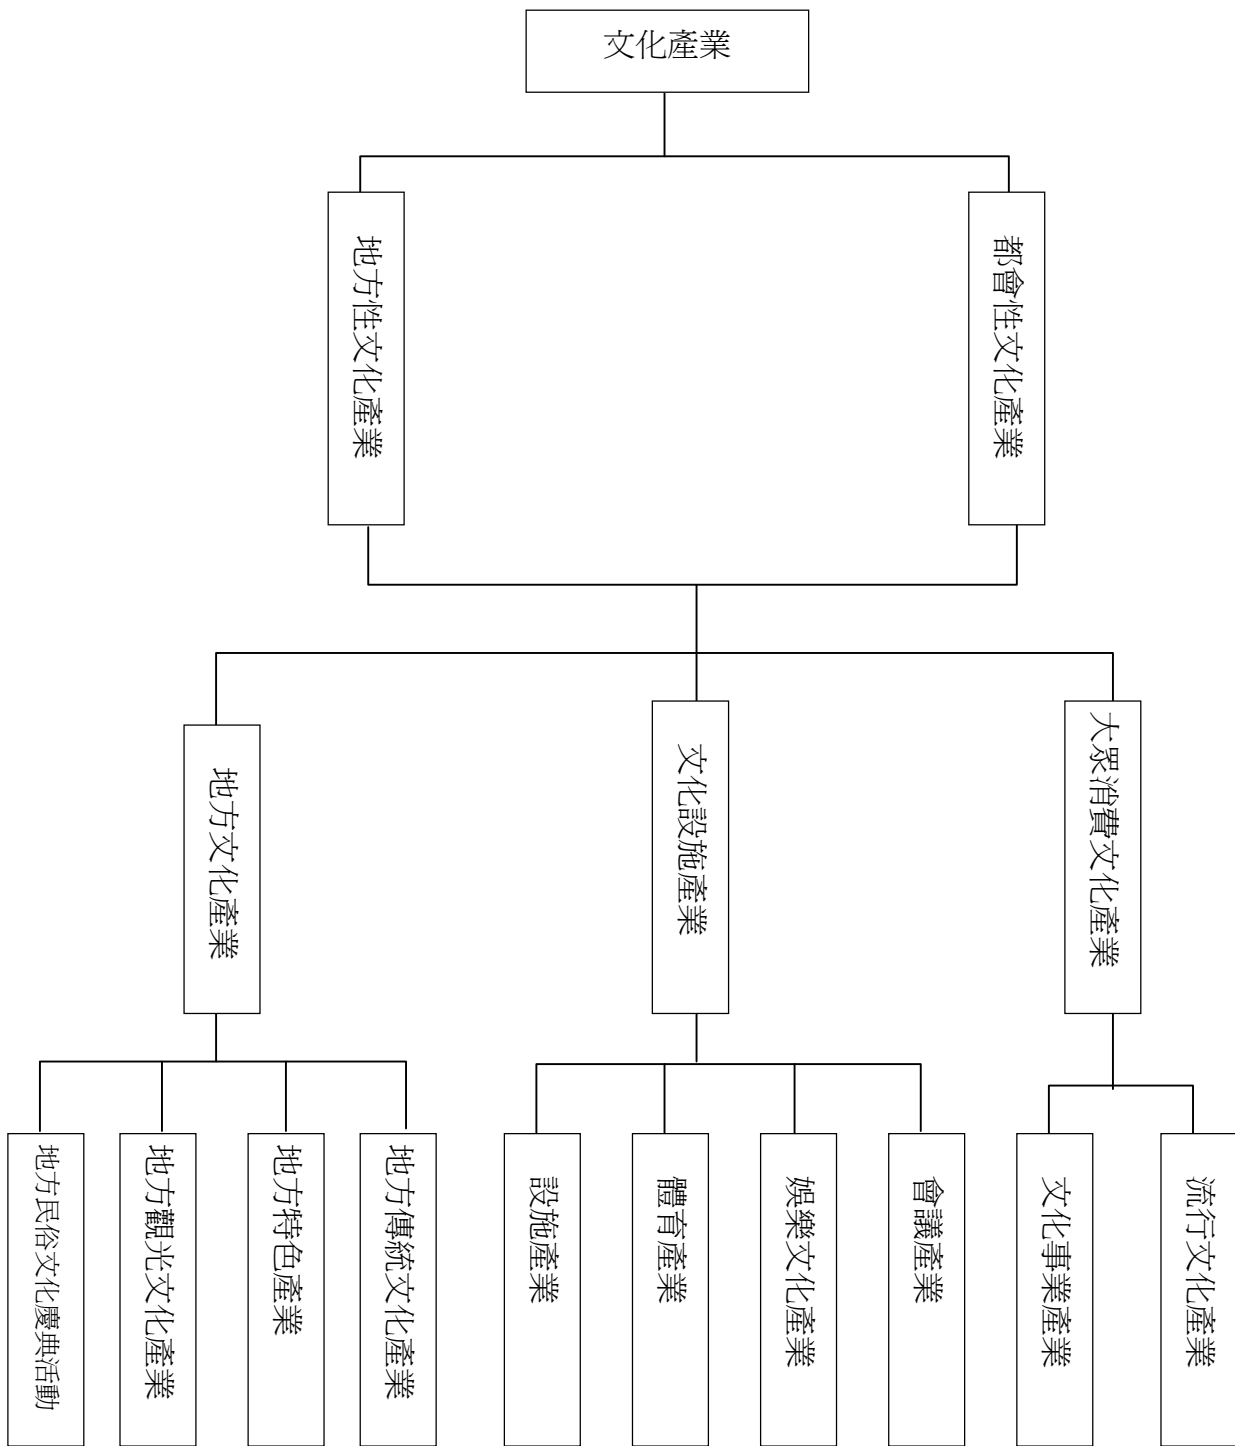 文化產業
地方性文化產業
都會性文化產業
地方文化產業
文化設施產業
大眾消費文化產業
地方民俗文化慶典活動
地方觀光文化產業
地方特色產業
地方傳統文化產業
設施產業
體育產業
娛樂文化產業
會議產業
文化事業產業
流行文化產業